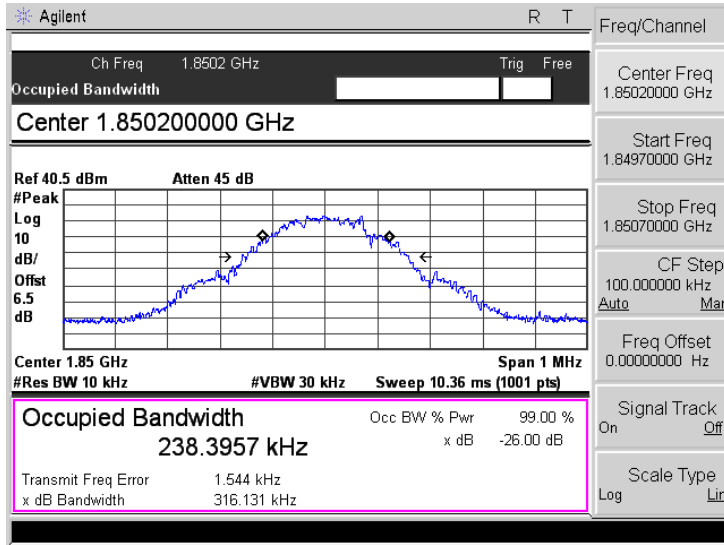 Agilent R T
Ch Freq 1.8502 GHz Trig Free
Occupied Bandwidth
Center 1.850200000 GHz
Ref 40.5 dBm Atten 45 dB
#Peak
Log
10
dB/
Offst
6.5
dB
Center 1.85 GHz Span 1 MHz
#Res BW 10 kHz #VBW 30 kHz Sweep 10.36 ms (1001 pts)
Occupied Bandwidth Occ BW % Pwr 99.00 %
238.3957 kHz x dB -26.00 dB
Transmit Freq Error 1.544 kHz
x dB Bandwidth 316.131 kHz
Freq/Channel
Center Freq
1.85020000 GHz
Start Freq
1.84970000 GHz
Stop Freq
1.85070000 GHz
CF Step
100.000000 kHz
Auto Mar
Freq Offset
0.00000000 Hz
Signal Track
On Off
Scale Type
Log Lin